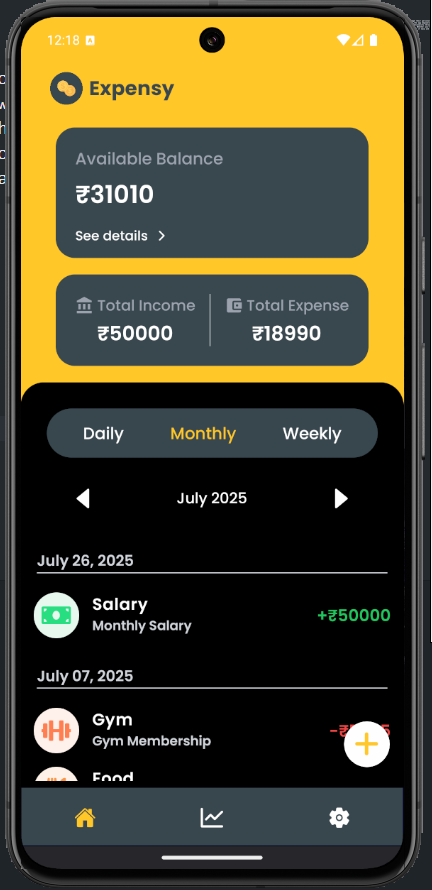 12:18 A
Expensy
Available Balance
₹31010
See details
Total Income
Total Expense
₹50000
₹18990
Daily
Monthly
Weekly
July 2025
July 26, 2025
Salary
Monthly Salary
+₹50000
July 07, 2025
Gym
Gym Membership
Food